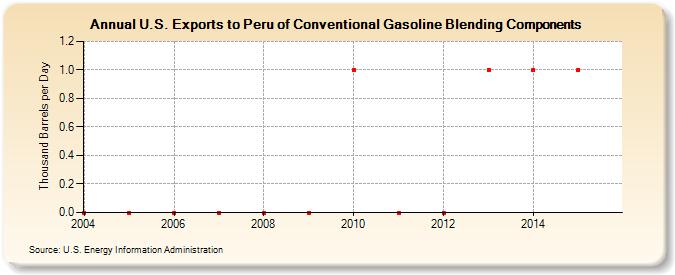 Annual U.S. Exports to Peru of Conventional Gasoline Blending Components
Thousand Barrels per Day
1.2
1.0
0.8
0.6
0.4
0.2
0.0
2004 2006 2008 2010 2012 2014
Source: U.S. Energy Information Administration